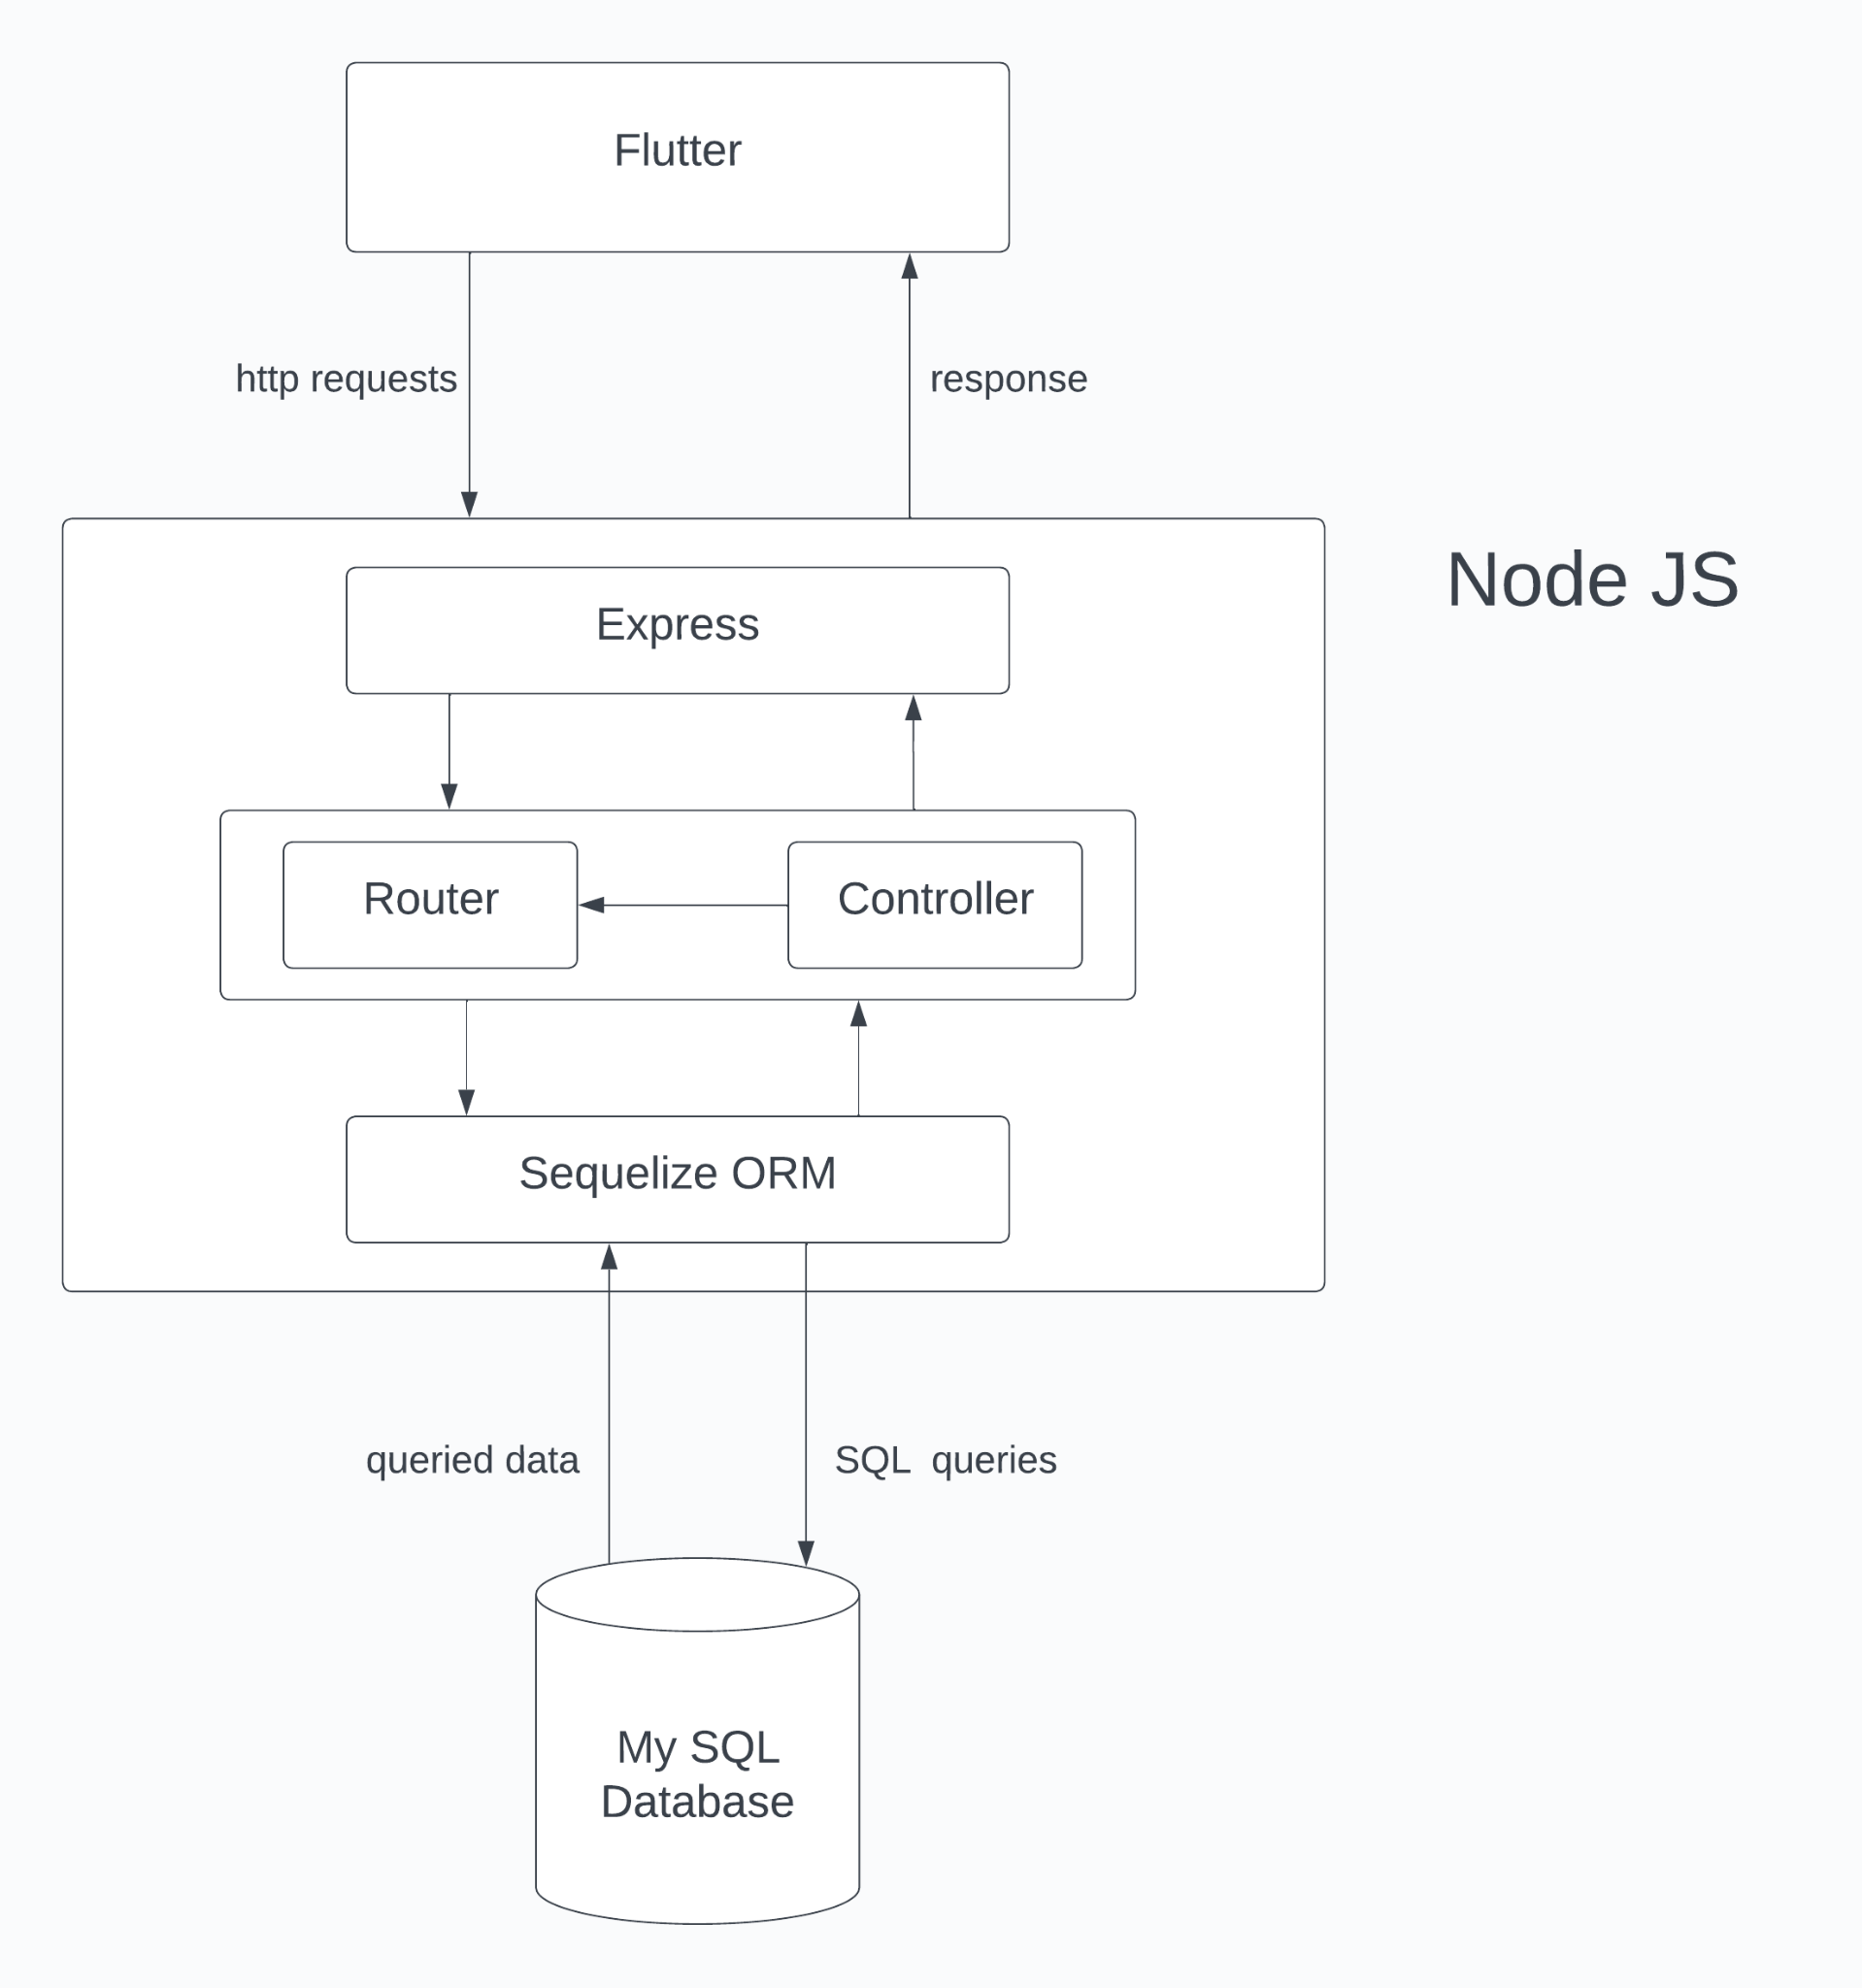 Flutter
http requests
response
Node JS
Express
Router
Controller
Sequelize ORM
queried data
SQL  queries
My SQL
Database